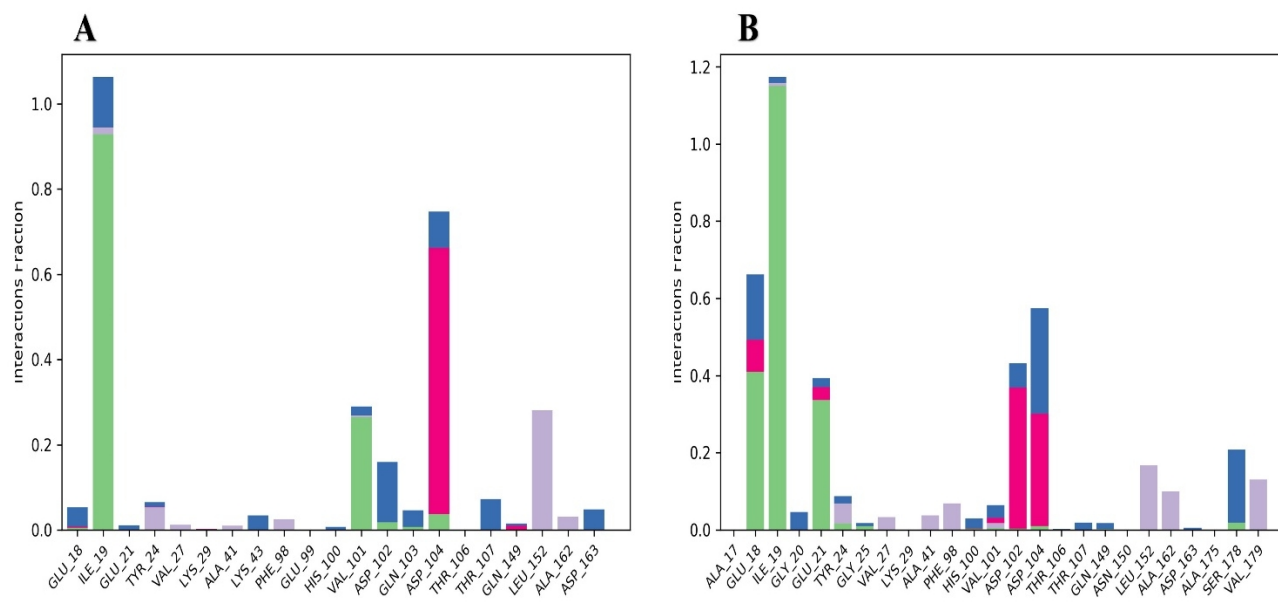 A
1.0
0.8
0.6
0.4
0.2
0.0
Interactions Fraction
GLU_18
ILE_19
GLU_21
TYR_24
VAL_27
LYS_29
ALA_41
LYS_43
PHE_98
GLU_99
HIS_100
VAL_101
ASP_102
GLN_103
ASP_104
THR_106
THR_107
GLN_149
LEU_152
ALA_162
ASP_163
B
1.2
1.0
0.8
0.6
0.4
0.2
0.0
Interactions Fraction
ALA_17
GLU_18
ILE_19
GLY_20
GLU_21
TYR_24
GLY_25
VAL_27
LYS_29
ALA_41
PHE_98
HIS_100
VAL_101
ASP_102
ASP_104
THR_106
THR_107
GLN_149
ASN_150
LEU_152
ALA_162
ASP_163
ALA_175
SER_178
VAL_179